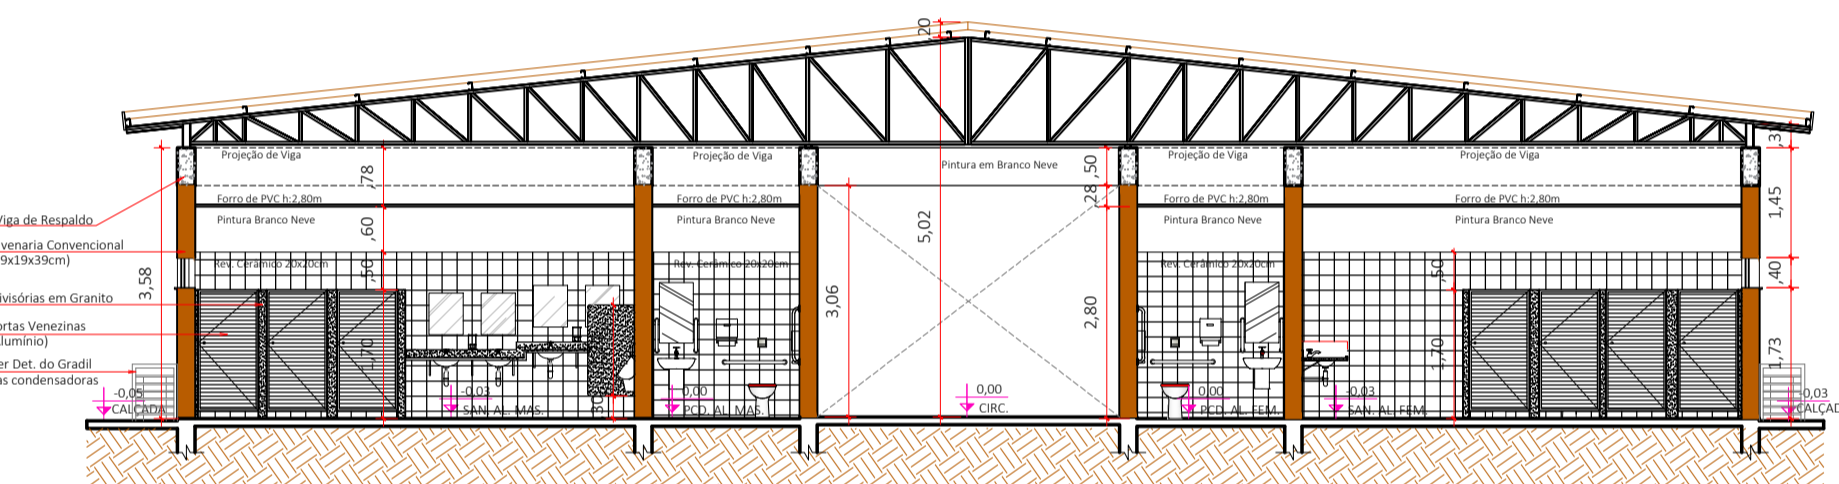 ,20
Projeção de Viga
Projeção de Viga
Pintura em Branco Neve
Projeção de Viga
Projeção de Viga
,3
,78
,50
Forro de PVC h:2,80m
Forro de PVC h:2,80m
,28
Forro de PVC h:2,80m
Forro de PVC h:2,80m
1,45
Viga de Respaldo
Pintura Branco Neve
,60
Pintura Branco Neve
5,02
Pintura Branco Neve
Pintura Branco Neve
venaria Convencional
9x19x39cm)
3,58
Rev. Cerâmico 20x20cm
,50
Rev. Cerâmico 20x20cm
Rev. Cerâmico 20x20cm
,50
,40
ivisórias em Granito
3,06
2,80
ortas Venezinas
lumínio)
1,70
1,70
1,73
er Det. do Gradil
as condensadoras
-0,05
CALÇADA
-0,03
SAN. AL. MAS.
0,00
PCD. AL. MAS.
0,00
CIRC.
0,00
PCD. AL. FEM.
-0,03
SAN. AL. FEM.
-0,03
CALÇAD